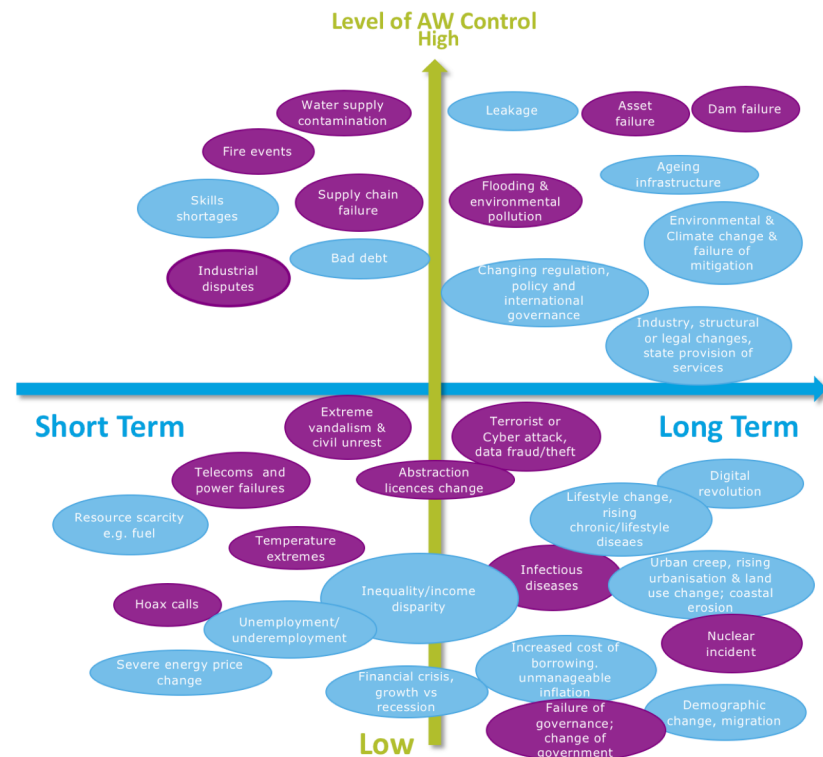 Level of AW Control
High
Water supply
contamination
Leakage
Asset
failure
Dam failure
Fire events
Ageing
infrastructure
Skills
shortages
Supply chain
failure
Flooding &
environmental
pollution
Environmental &
Climate change &
failure of
mitigation
Bad debt
Industrial
disputes
Changing regulation,
policy and
international
governance
Industry, structural
or legal changes,
state provision of
services
Short Term
Long Term
Extreme
vandalism &
civil unrest
Terrorist or
Cyber attack,
data fraud/theft
Telecoms and
power failures
Abstraction
licences change
Digital
revolution
Resource scarcity
e.g. fuel
Lifestyle change,
rising
chronic/lifestyle
diseaes
Temperature
extremes
Infectious
diseases
Urban creep, rising
urbanisation & land
use change; coastal
erosion
Inequality/income
disparity
Hoax calls
Unemployment/
underemployment
Nuclear
incident
Severe energy price
change
Financial crisis,
growth vs
recession
Increased cost of
borrowing.
unmanageable
inflation
Failure of
governance;
change of
government
Demographic
change, migration
Low